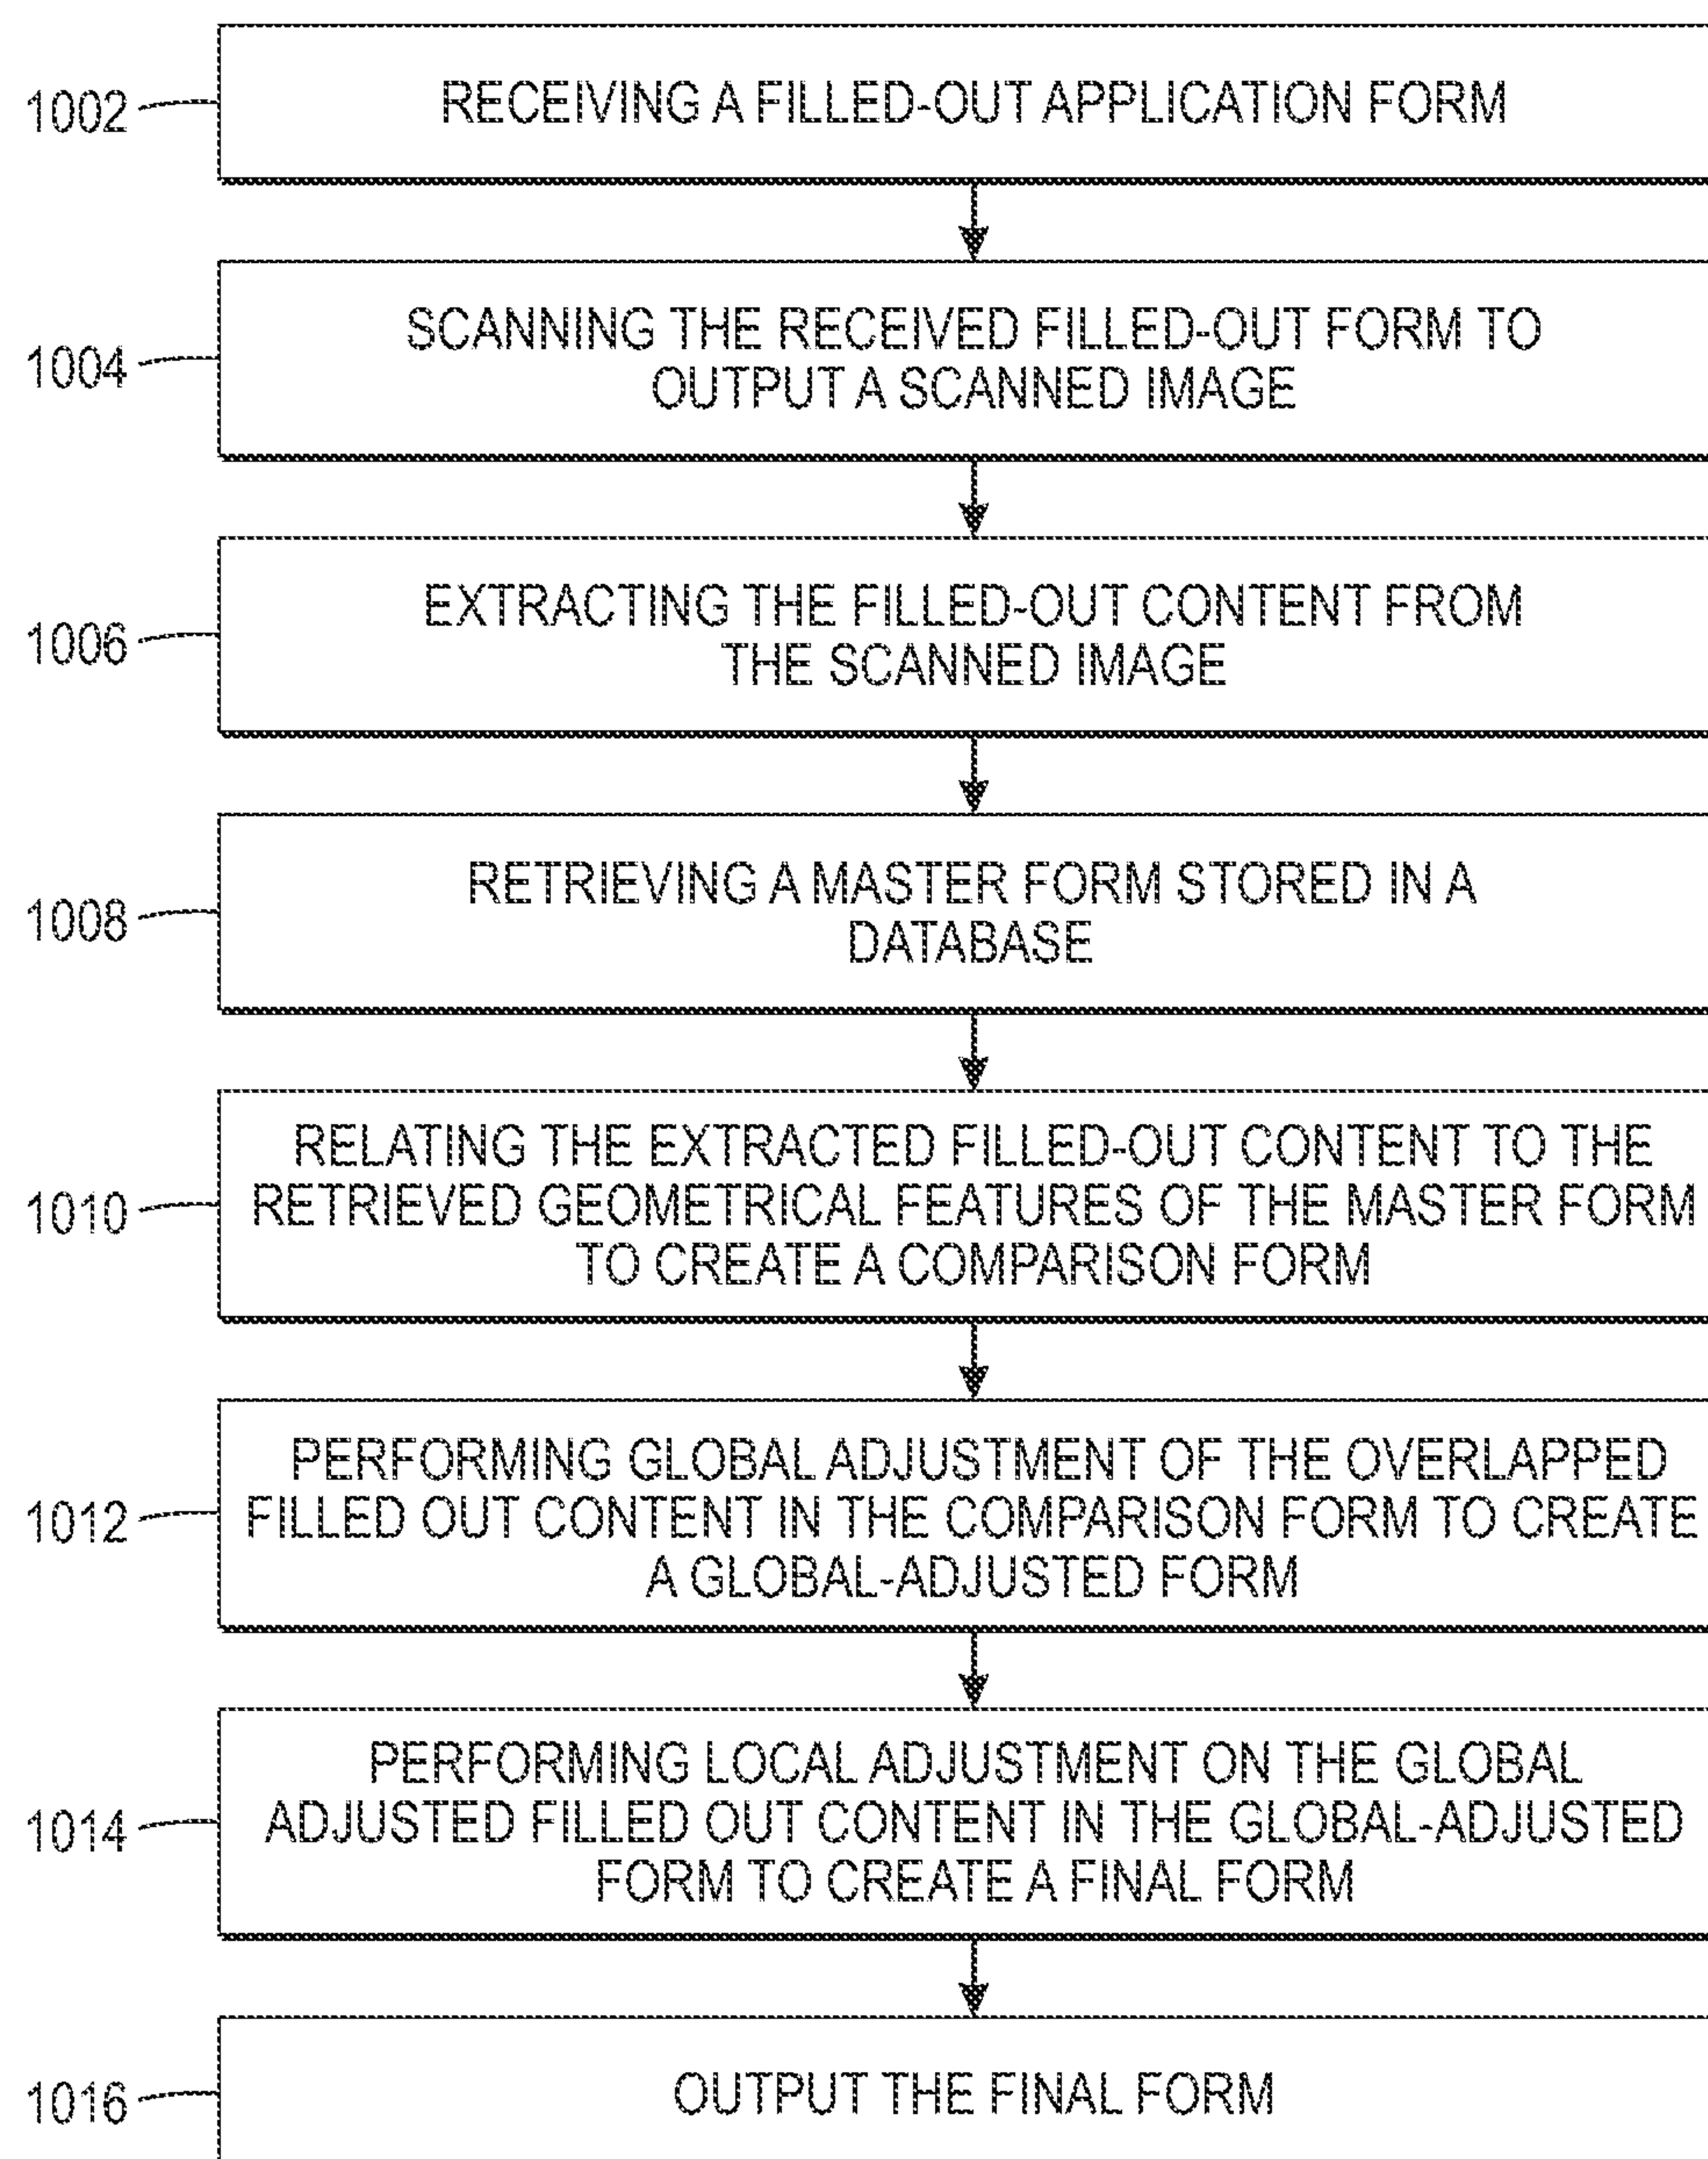 1002
RECEIVING A FILLED-OUT APPLICATION FORM
1004
SCANNING THE RECEIVED FILLED-OUT FORM TO
OUTPUT A SCANNED IMAGE
1006
EXTRACTING THE FILLED-OUT CONTENT FROM
THE SCANNED IMAGE
1008
RETRIEVING A MASTER FORM STORED IN A
DATABASE
1010
RELATING THE EXTRACTED FILLED-OUT CONTENT TO THE
RETRIEVED GEOMETRICAL FEATURES OF THE MASTER FORM
TO CREATE A COMPARISON FORM
1012
PERFORMING GLOBAL ADJUSTMENT OF THE OVERLAPPED
FILLED OUT CONTENT IN THE COMPARISON FORM TO CREATE
A GLOBAL-ADJUSTED FORM
1014
PERFORMING LOCAL ADJUSTMENT ON THE GLOBAL
ADJUSTED FILLED OUT CONTENT IN THE GLOBAL-ADJUSTED
FORM TO CREATE A FINAL FORM
1016
OUTPUT THE FINAL FORM